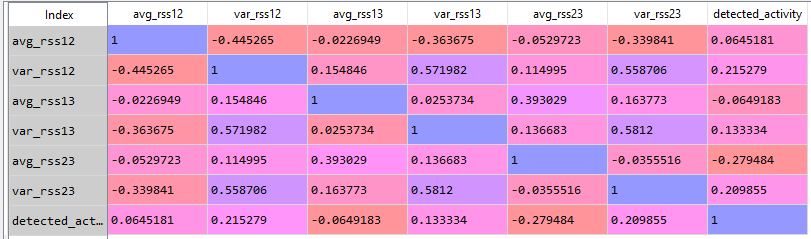 Index avg_rss12 var_rss12 avg_rss13 var_rss13 avg_rss23 var_rss23 detected_activity
avg_rss12 1 -0.445265 -0.0226949 -0.363675 -0.0529723 -0.339841 0.0645181
var_rss12 -0.445265 1 0.154846 0.571982 0.114995 0.558706 0.215279
avg_rss13 -0.0226949 0.154846 1 0.0253734 0.393029 0.163773 -0.0649183
var_rss13 -0.363675 0.571982 0.0253734 1 0.136683 0.5812 0.133334
avg_rss23 -0.0529723 0.114995 0.393029 0.136683 1 -0.0355516 -0.279484
var_rss23 -0.339841 0.558706 0.163773 0.5812 -0.0355516 1 0.209855
detected_act... 0.0645181 0.215279 -0.0649183 0.133334 -0.279484 0.209855 1